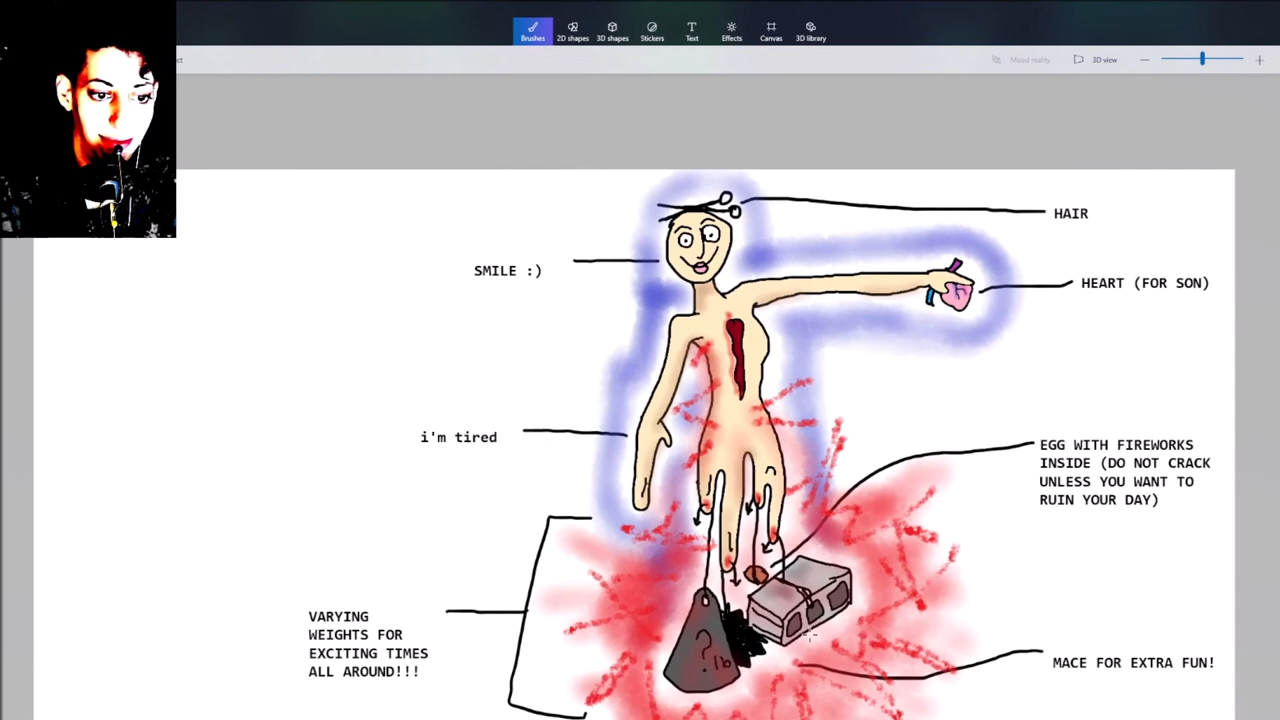 Brushes
2D shapes
3D shapes
Stickers
Text
Effects
Canvas
3D library
Mixed reality
3D view
HAIR
SMILE :)
HEART (FOR SON)
i'm tired
EGG WITH FIREWORKS
INSIDE (DO NOT CRACK
UNLESS YOU WANT TO
RUIN YOUR DAY)
VARYING
WEIGHTS FOR
EXCITING TIMES
ALL AROUND!!!
? lb
MACE FOR EXTRA FUN!